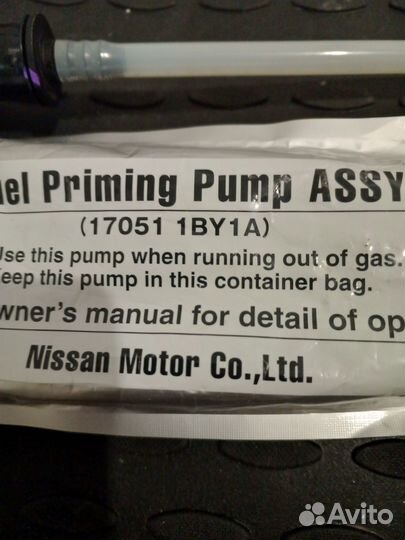 uel Priming Pump ASSY
(17051 1BY1A)
Use this pump when running out of gas.
Keep this pump in this container bag.
wner's manual for detail of op
Nissan Motor Co.,Ltd.
Avito